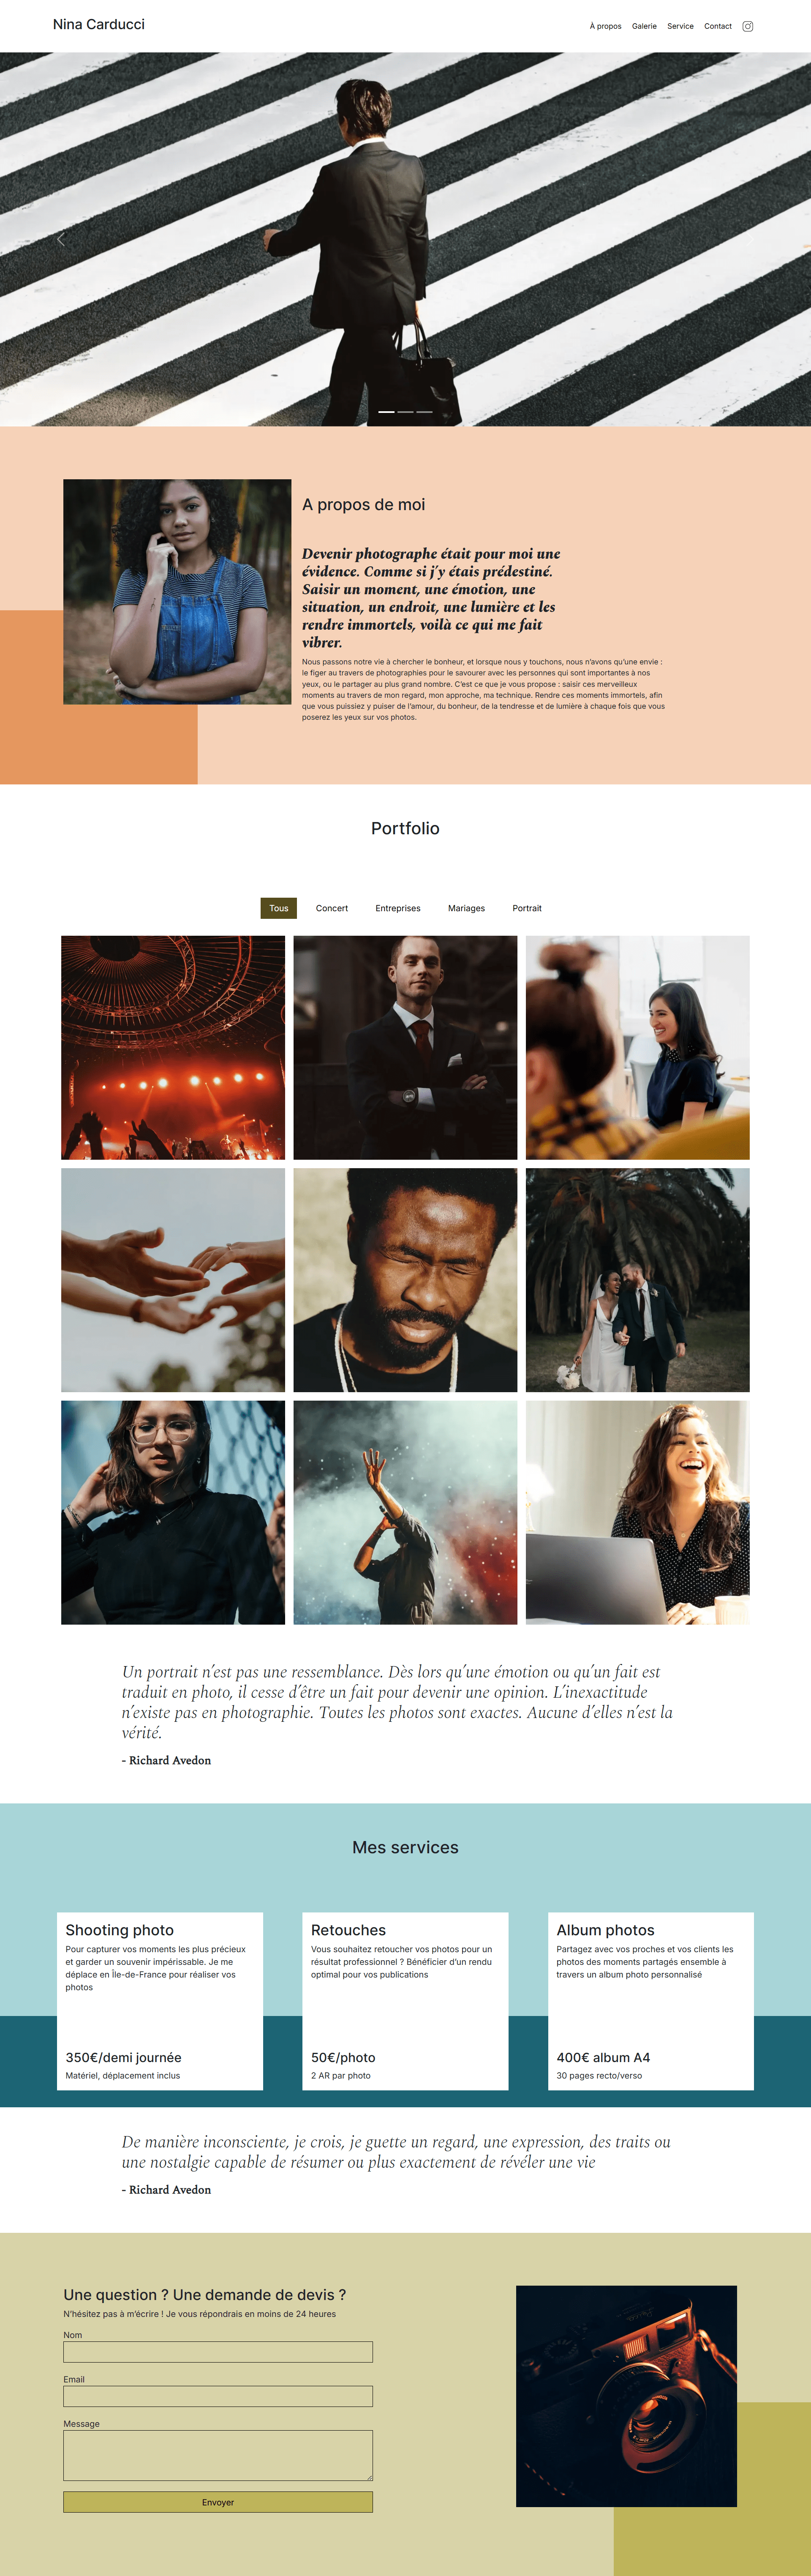 Nina Carducci
À propos
Galerie
Service
Contact
A propos de moi
Devenir photographe était pour moi une
évidence. Comme si j’y étais prédestiné.
Saisir un moment, une émotion, une
situation, un endroit, une lumière et les
rendre immortels, voilà ce qui me fait
vibrer.
Nous passons notre vie à chercher le bonheur, et lorsque nous y touchons, nous n’avons qu’une envie :
le figer au travers de photographies pour le savourer avec les personnes qui sont importantes à nos
yeux, ou le partager au plus grand nombre. C’est ce que je vous propose : saisir ces merveilleux
moments au travers de mon regard, mon approche, ma technique. Rendre ces moments immortels, afin
que vous puissiez y puiser de l’amour, du bonheur, de la tendresse et de lumière à chaque fois que vous
poserez les yeux sur vos photos.
Portfolio
Tous
Concert
Entreprises
Mariages
Portrait
Un portrait n’est pas une ressemblance. Dès lors qu’une émotion ou qu’un fait est
traduit en photo, il cesse d’être un fait pour devenir une opinion. L’inexactitude
n’existe pas en photographie. Toutes les photos sont exactes. Aucune d’elles n’est la
vérité.
- Richard Avedon
Mes services
Shooting photo
Pour capturer vos moments les plus précieux
et garder un souvenir impérissable. Je me
déplace en Île-de-France pour réaliser vos
photos
350€/demi journée
Matériel, déplacement inclus
Retouches
Vous souhaitez retoucher vos photos pour un
résultat professionnel ? Bénéficier d’un rendu
optimal pour vos publications
50€/photo
2 AR par photo
Album photos
Partagez avec vos proches et vos clients les
photos des moments partagés ensemble à
travers un album photo personnalisé
400€ album A4
30 pages recto/verso
De manière inconsciente, je crois, je guette un regard, une expression, des traits ou
une nostalgie capable de résumer ou plus exactement de révéler une vie
- Richard Avedon
Une question ? Une demande de devis ?
N’hésitez pas à m’écrire ! Je vous répondrais en moins de 24 heures
Nom
Email
Message
Envoyer